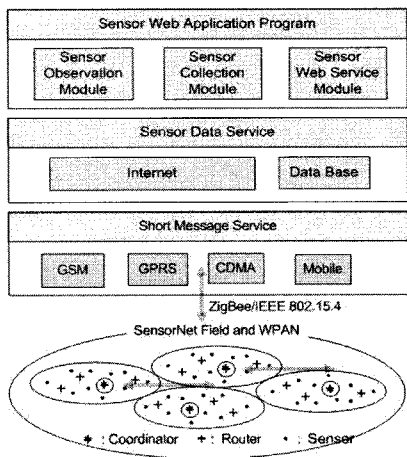 Sensor Web Application Program
Sensor Observation Module
Sensor Collection Module
Sensor Web Service Module
Sensor Data Service
Internet
Data Base
Short Message Service
GSM
GPRS
CDMA
Mobile
ZigBee/IEEE 802.15.4
SensorNet Field and WPAN
: Coordinator
: Router
: Senser